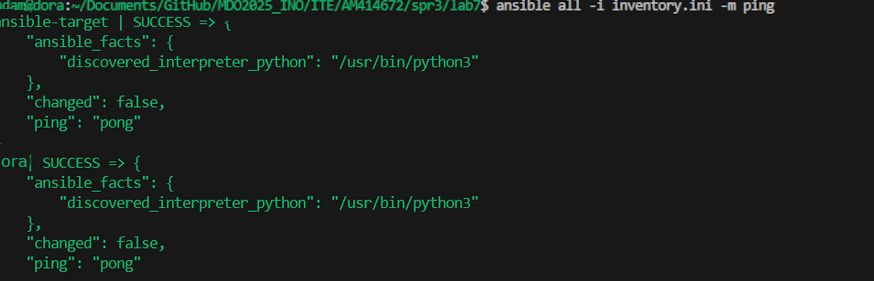 adam@dora:~/Documents/GitHub/MDO2025_INO/ITE/AM414672/spr3/lab7$ ansible all -i inventory.ini -m ping
ansible-target | SUCCESS => {
    "ansible_facts": {
        "discovered_interpreter_python": "/usr/bin/python3"
    },
    "changed": false,
    "ping": "pong"
ora| SUCCESS => {
    "ansible_facts": {
        "discovered_interpreter_python": "/usr/bin/python3"
    },
    "changed": false,
    "ping": "pong"